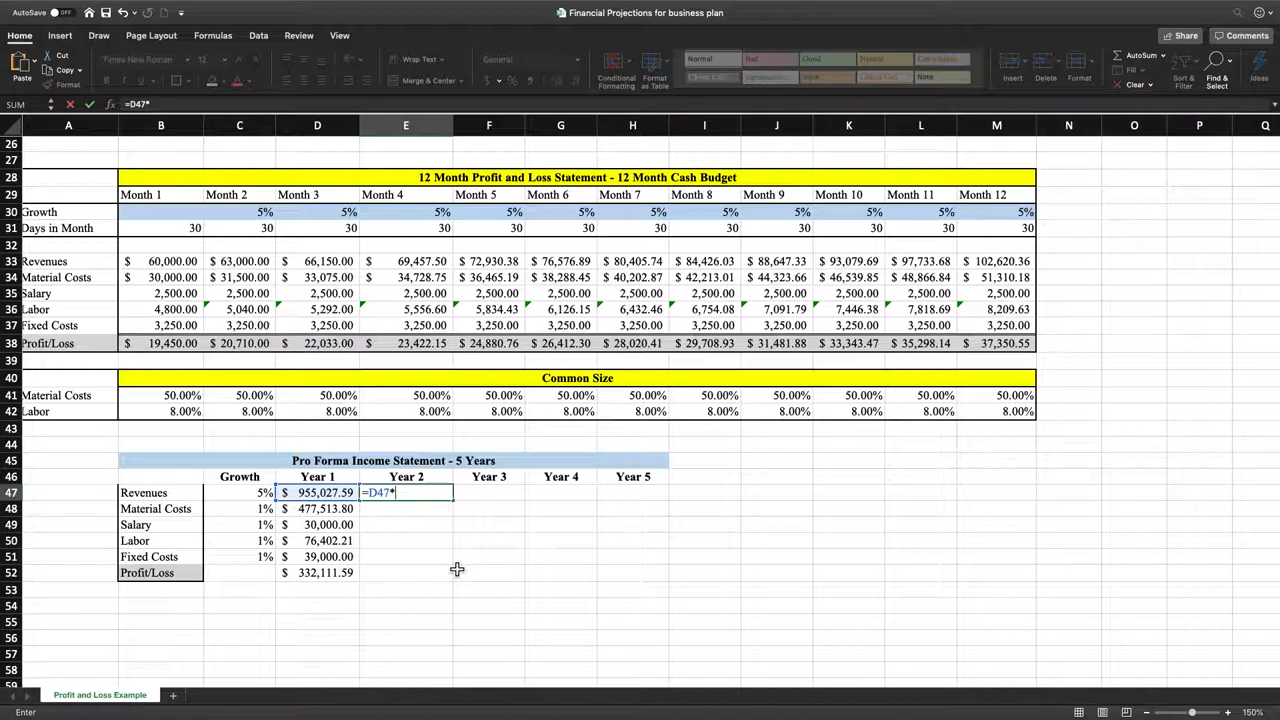 AutoSave OFF Financial Projections for business plan
Home Insert Draw Page Layout Formulas Data Review View Share Comments
Paste Cut Copy Format Times New Roman 12 Wrap Text Merge & Center General $ % Conditional Formatting Format as Table Normal Bad Good Neutral Calculation Check Cell Explanatory... Input Linked Cell Note Insert Delete Format AutoSum Fill Clear Sort & Filter Find & Select Ideas
SUM fx =D47*
A B C D E F G H I J K L M N O P Q
26
27
28 12 Month Profit and Loss Statement - 12 Month Cash Budget
29 Month 1 Month 2 Month 3 Month 4 Month 5 Month 6 Month 7 Month 8 Month 9 Month 10 Month 11 Month 12
30 Growth 5% 5% 5% 5% 5% 5% 5% 5% 5% 5% 5%
31 Days in Month 30 30 30 30 30 30 30 30 30 30 30 30
32
33 Revenues $ 60,000.00 $ 63,000.00 $ 66,150.00 $ 69,457.50 $ 72,930.38 $ 76,576.89 $ 80,405.74 $ 84,426.03 $ 88,647.33 $ 93,079.69 $ 97,733.68 $ 102,620.36
34 Material Costs $ 30,000.00 $ 31,500.00 $ 33,075.00 $ 34,728.75 $ 36,465.19 $ 38,288.45 $ 40,202.87 $ 42,213.01 $ 44,323.66 $ 46,539.85 $ 48,866.84 $ 51,310.18
35 Salary 2,500.00 2,500.00 2,500.00 2,500.00 2,500.00 2,500.00 2,500.00 2,500.00 2,500.00 2,500.00 2,500.00 2,500.00
36 Labor 4,800.00 5,040.00 5,292.00 5,556.60 5,834.43 6,126.15 6,432.46 6,754.08 7,091.79 7,446.38 7,818.69 8,209.63
37 Fixed Costs 3,250.00 3,250.00 3,250.00 3,250.00 3,250.00 3,250.00 3,250.00 3,250.00 3,250.00 3,250.00 3,250.00 3,250.00
38 Profit/Loss $ 19,450.00 $ 20,710.00 $ 22,033.00 $ 23,422.15 $ 24,880.76 $ 26,412.30 $ 28,020.41 $ 29,708.93 $ 31,481.88 $ 33,343.47 $ 35,298.14 $ 37,350.55
39
40 Common Size
41 Material Costs 50.00% 50.00% 50.00% 50.00% 50.00% 50.00% 50.00% 50.00% 50.00% 50.00% 50.00% 50.00%
42 Labor 8.00% 8.00% 8.00% 8.00% 8.00% 8.00% 8.00% 8.00% 8.00% 8.00% 8.00% 8.00%
43
44
45 Pro Forma Income Statement - 5 Years
46 Growth Year 1 Year 2 Year 3 Year 4 Year 5
47 Revenues 5% $ 955,027.59 =D47*
48 Material Costs 1% $ 477,513.80
49 Salary 1% $ 30,000.00
50 Labor 1% $ 76,402.21
51 Fixed Costs 1% $ 39,000.00
52 Profit/Loss $ 332,111.59
53
54
55
56
57
58
59
Profit and Loss Example +
Enter 150%